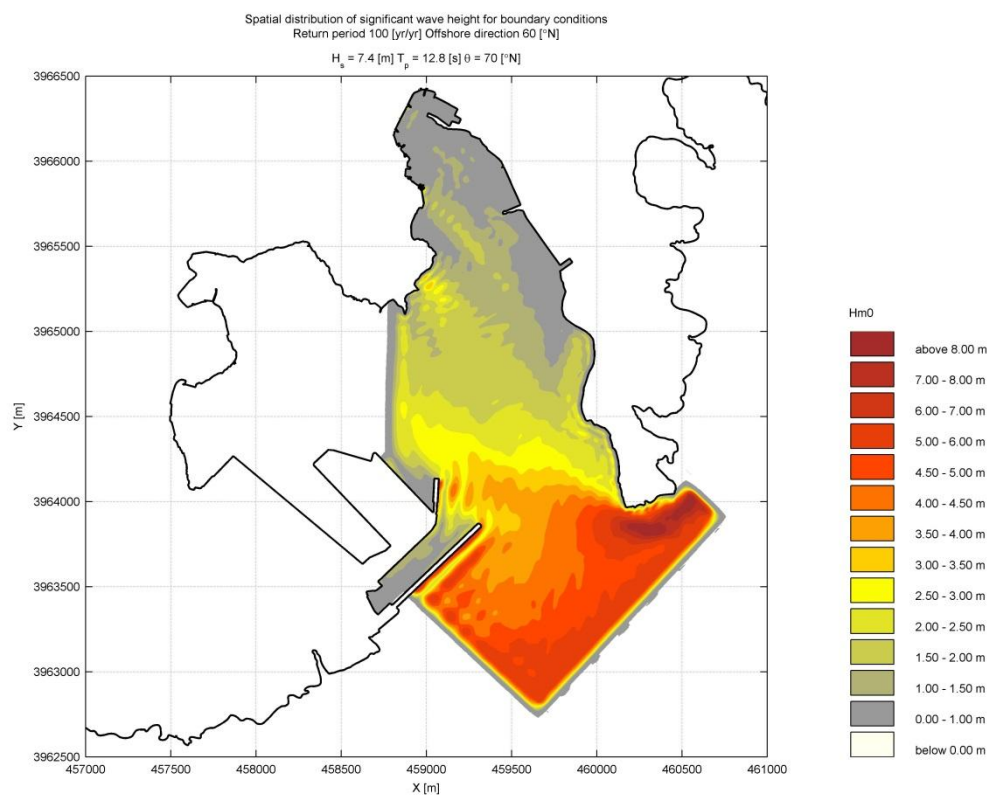 Spatial distribution of significant wave height for boundary conditions
Return period 100 [yr/yr] Offshore direction 60 [°N]
H_s = 7.4 [m] T_p = 12.8 [s] θ = 70 [°N]
3966500
3966000
3965500
3965000
3964500
3964000
3963500
3963000
3962500
Y [m]
457000 457500 458000 458500 459000 459500 460000 460500 461000
X [m]
Hm0
above 8.00 m
7.00 - 8.00 m
6.00 - 7.00 m
5.00 - 6.00 m
4.50 - 5.00 m
4.00 - 4.50 m
3.50 - 4.00 m
3.00 - 3.50 m
2.50 - 3.00 m
2.00 - 2.50 m
1.50 - 2.00 m
1.00 - 1.50 m
0.00 - 1.00 m
below 0.00 m